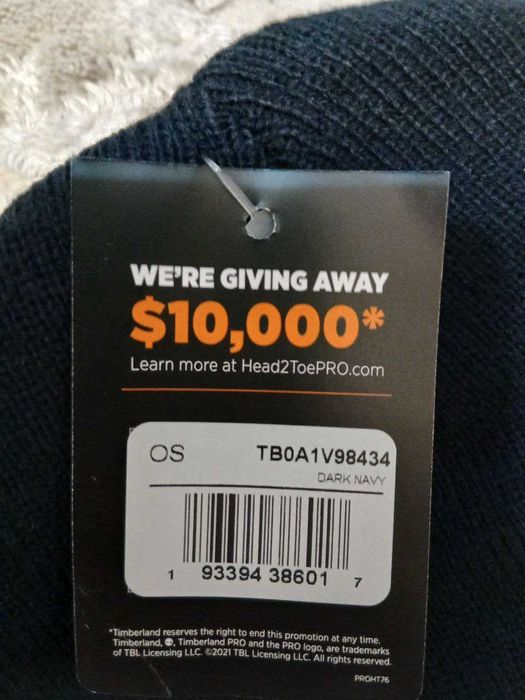 WE'RE GIVING AWAY
$10,000*
Learn more at Head2ToePRO.com
OS TB0A1V98434
DARK NAVY
1 93394 38601 7
*Timberland reserves the right to end this promotion at any time.
Timberland, , Timberland PRO and the PRO logo, are trademarks
of TBL Licensing LLC. ©2021 TBL Licensing LLC. All rights reserved.
PROHT76